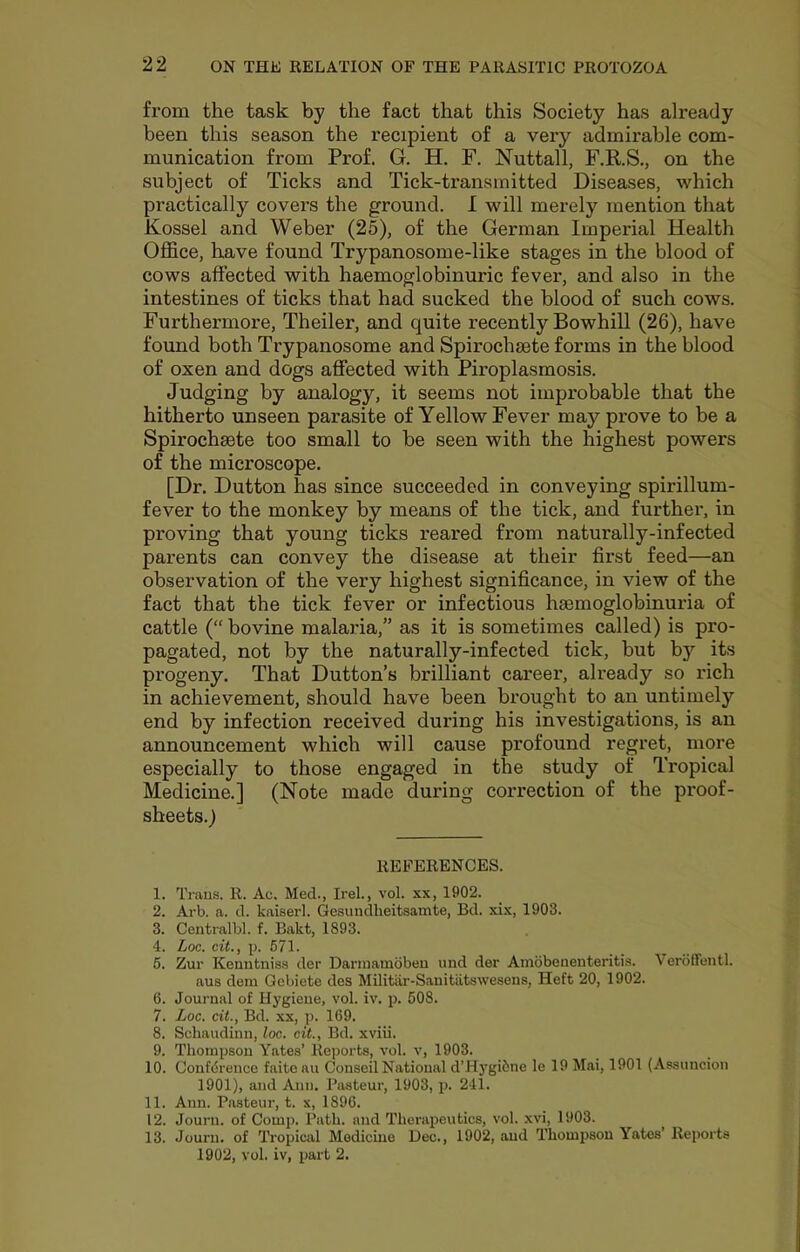 22 ON THE RELATION OF THE PARASITIC PROTOZOA
from the task by the fact that this Society has already
been this season the recipient of a very admirable com-
munication from Prof. G. H. F. Nuttall, F.R.S., on the
subject of Ticks and Tick-transmitted Diseases, which
practically covers the ground. I will merely mention that
Kossel and Weber (25), of the German Imperial Health
Office, have found Trypanosome-like stages in the blood of
cows affected with haemoglobinuric fever, and also in the
intestines of ticks that had sucked the blood of such cows.
Furthermore, Theiler, and quite recently Bowhill (26), have
found both Trypanosome and Spirochæte forms in the blood
of oxen and dogs affected with Piroplasmosis.
Judging by analogy, it seems not improbable that the
hitherto unseen parasite of Yellow Fever may prove to be a
Spirochæte too small to be seen with the highest powers
of the microscope.
[Dr. Dutton has since succeeded in conveying spirillum-
fever to the monkey by means of the tick, and further, in
proving that young ticks reared from naturally-infected
parents can convey the disease at their first feed—an
observation of the very highest significance, in view of the
fact that the tick fever or infectious hæmoglobinuria of
cattle (“bovine malaria,” as it is sometimes called) is pro-
pagated, not by the naturally-infected tick, but by its
progeny. That Dutton’s brilliant career, already so rich
in achievement, should have been brought to an untimely
end by infection received during his investigations, is an
announcement which will cause profound regret, more
especially to those engaged in the study of Tropical
Medicine.] (Note made during correction of the proof-
sheets.)
REFERENCES.
1. Trans. R. Ac. Med., Irel., vol. xx, 1902.
2. Arb. a. d. kaiserl. Gesundheitsamte, Bd. xix, 1903.
3. Centralbl. f. Bakt, 1893.
4. Loc. cit., p. 571.
5. Zur Kenntniss der Darmamöben und der Amöbenenteritis. Veröffentl.
aus dem Gebiete des Militär-Sanitätswesens, Heft 20, 1902.
6. Journal of Hygiene, vol. iv. p. 508.
7. Loc. cit., Bd. xx, p. 169.
8. Schaudinn, loc. cit., Bd. xviii.
9. Thompson Yates’ Reports, vol. v, 1903.
10. Conférence faite au Conseil National d’Hygiène le 19 Mai, 1901 (Assuncion
1901), and Ann. Pasteur, 1903, p. 241.
11. Ann. Pasteur, t. x, 1896.
12. Journ. of Comp. Path. and Therapeutics, vol. xvi, 1903.
13. Journ. of Tropical Medicine Dec., 1902, and Thompson Yates’ Reports
1902, vol. iv, part 2.